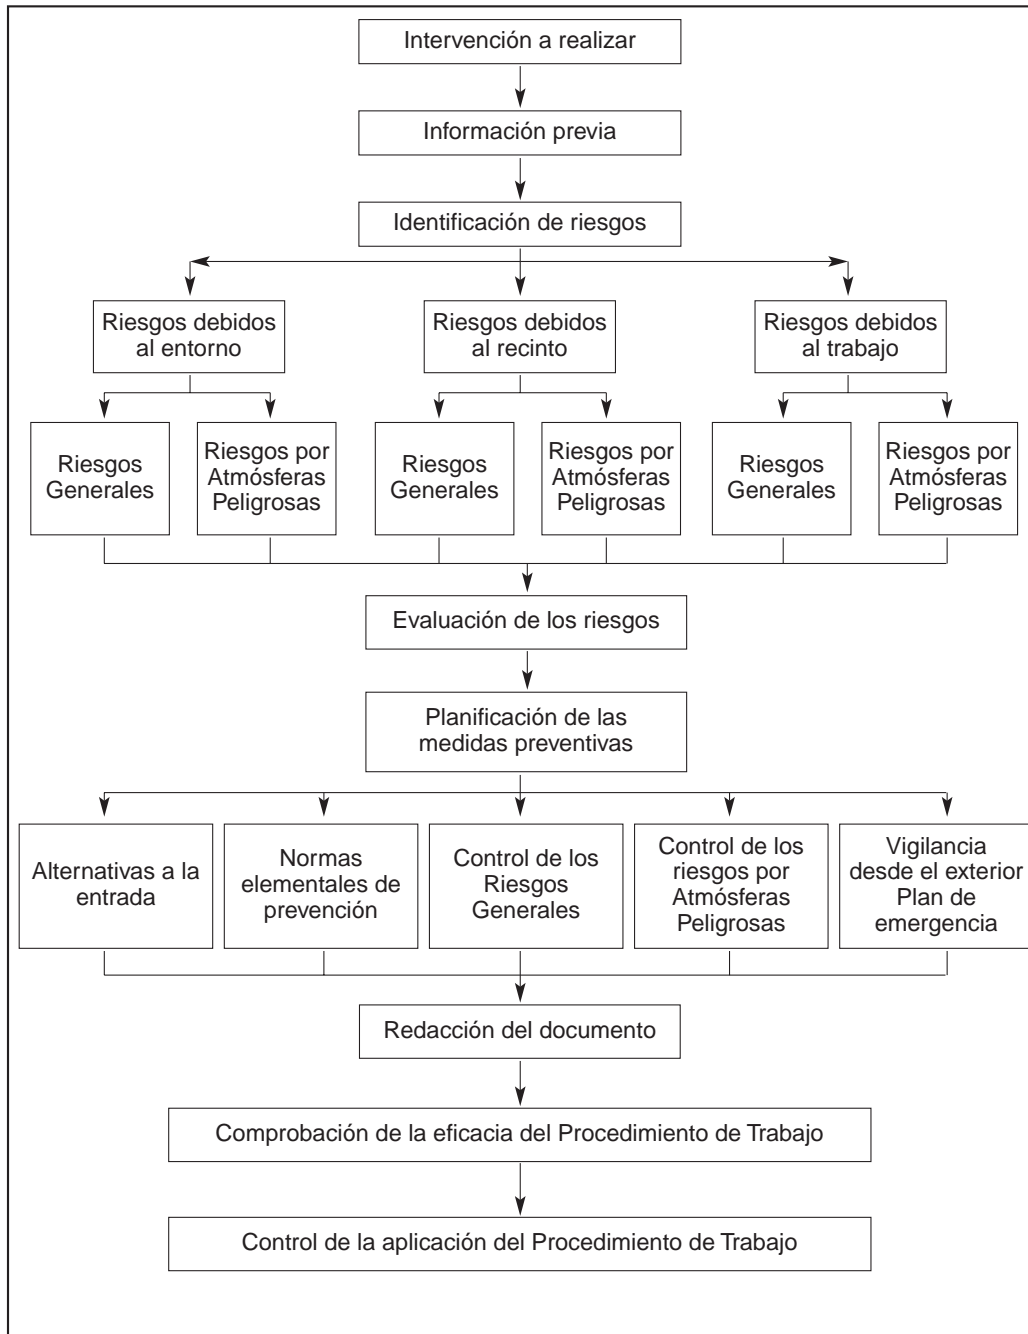 Intervención a realizar
Información previa
Identificación de riesgos
Riesgos debidos
al entorno
Riesgos debidos
al recinto
Riesgos debidos
al trabajo
Riesgos
Generales
Riesgos por
Atmósferas
Peligrosas
Riesgos
Generales
Riesgos por
Atmósferas
Peligrosas
Riesgos
Generales
Riesgos por
Atmósferas
Peligrosas
Evaluación de los riesgos
Planificación de las
medidas preventivas
Alternativas a la
entrada
Normas
elementales de
prevención
Control de los
Riesgos
Generales
Control de los
riesgos por
Atmósferas
Peligrosas
Vigilancia
desde el exterior
Plan de
emergencia
Redacción del documento
Comprobación de la eficacia del Procedimiento de Trabajo
Control de la aplicación del Procedimiento de Trabajo